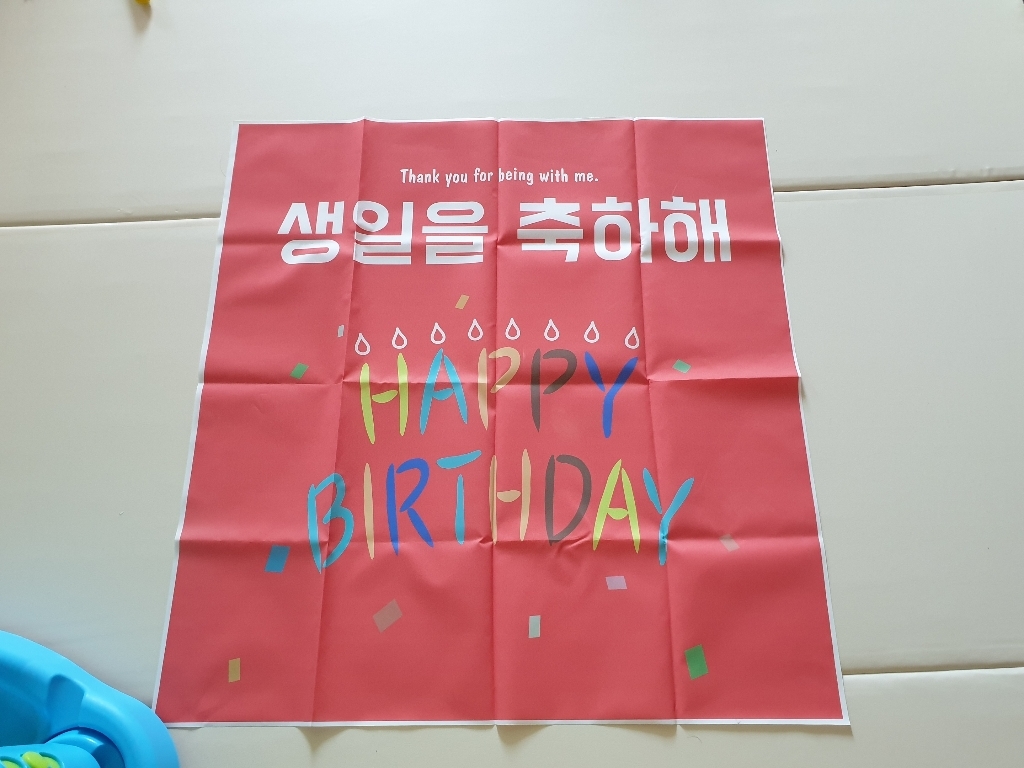 Thank you for being with me.
생일을 축하해
HAPPY
BIRTHDAY